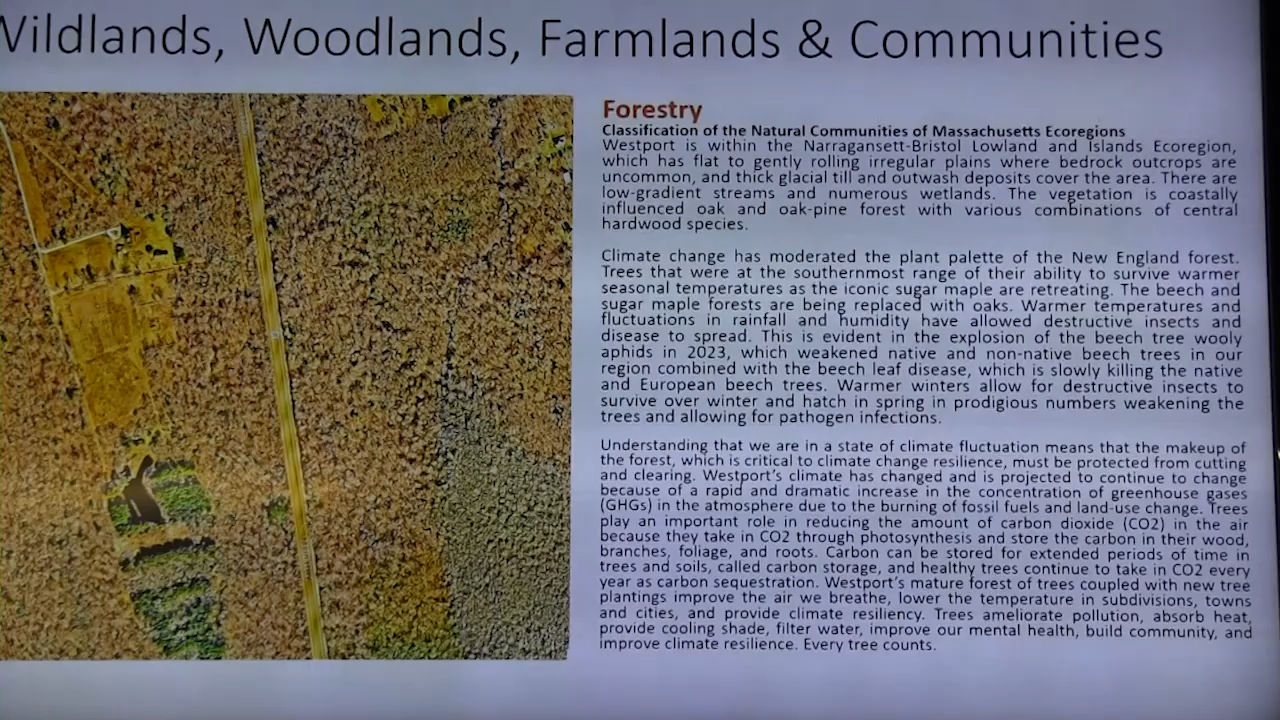 Wildlands, Woodlands, Farmlands & Communities
Forestry
Classification of the Natural Communities of Massachusetts Ecoregions
Westport is within the Narragansett-Bristol Lowland and Islands Ecoregion,
which has flat to gently rolling irregular plains where bedrock outcrops are
uncommon, and thick glacial till and outwash deposits cover the area. There are
low-gradient streams and numerous wetlands. The vegetation is coastally
influenced oak and oak-pine forest with various combinations of central
hardwood species.
Climate change has moderated the plant palette of the New England forest.
Trees that were at the southernmost range of their ability to survive warmer
seasonal temperatures as the iconic sugar maple are retreating. The beech and
sugar maple forests are being replaced with oaks. Warmer temperatures and
fluctuations in rainfall and humidity have allowed destructive insects and
disease to spread. This is evident in the explosion of the beech tree wooly
aphids in 2023, which weakened native and non-native beech trees in our
region combined with the beech leaf disease, which is slowly killing the native
and European beech trees. Warmer winters allow for destructive insects to
survive over winter and hatch in spring in prodigious numbers weakening the
trees and allowing for pathogen infections.
Understanding that we are in a state of climate fluctuation means that the makeup of
the forest, which is critical to climate change resilience, must be protected from cutting
and clearing. Westport's climate has changed and is projected to continue to change
because of a rapid and dramatic increase in the concentration of greenhouse gases
(GHGs) in the atmosphere due to the burning of fossil fuels and land-use change. Trees
play an important role in reducing the amount of carbon dioxide (CO2) in the air
because they take in CO2 through photosynthesis and store the carbon in their wood,
branches, foliage, and roots. Carbon can be stored for extended periods of time in
trees and soils, called carbon storage, and healthy trees continue to take in CO2 every
year as carbon sequestration. Westport's mature forest of trees coupled with new tree
plantings improve the air we breathe, lower the temperature in subdivisions, towns
and cities, and provide climate resiliency. Trees ameliorate pollution, absorb heat,
provide cooling shade, filter water, improve our mental health, build community, and
improve climate resilience. Every tree counts.